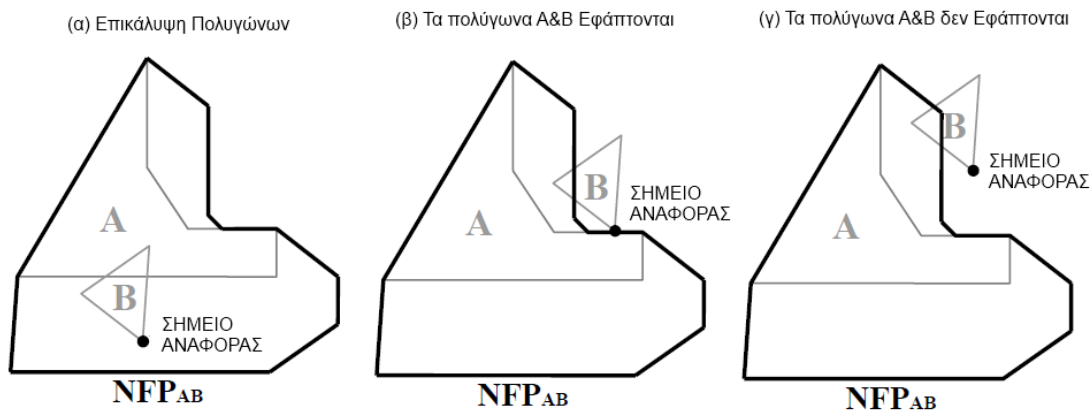 (α) Επικάλυψη Πολυγώνων
A
B
ΣΗΜΕΙΟ
ΑΝΑΦΟΡΑΣ
NFPAB
(β) Τα πολύγωνα Α&Β Εφάπτονται
A
B
ΣΗΜΕΙΟ
ΑΝΑΦΟΡΑΣ
NFPAB
(γ) Τα πολύγωνα Α&Β δεν Εφάπτονται
B
ΣΗΜΕΙΟ
ΑΝΑΦΟΡΑΣ
A
NFPAB